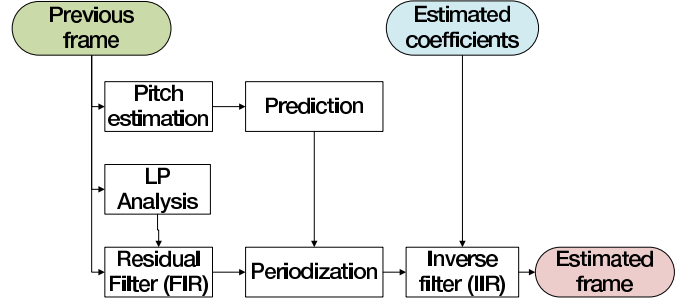 Previous
frame
Estimated
coefficients
Pitch
estimation
Prediction
LP
Analysis
Residual
Filter (FIR)
Periodization
Inverse
filter (IIR)
Estimated
frame